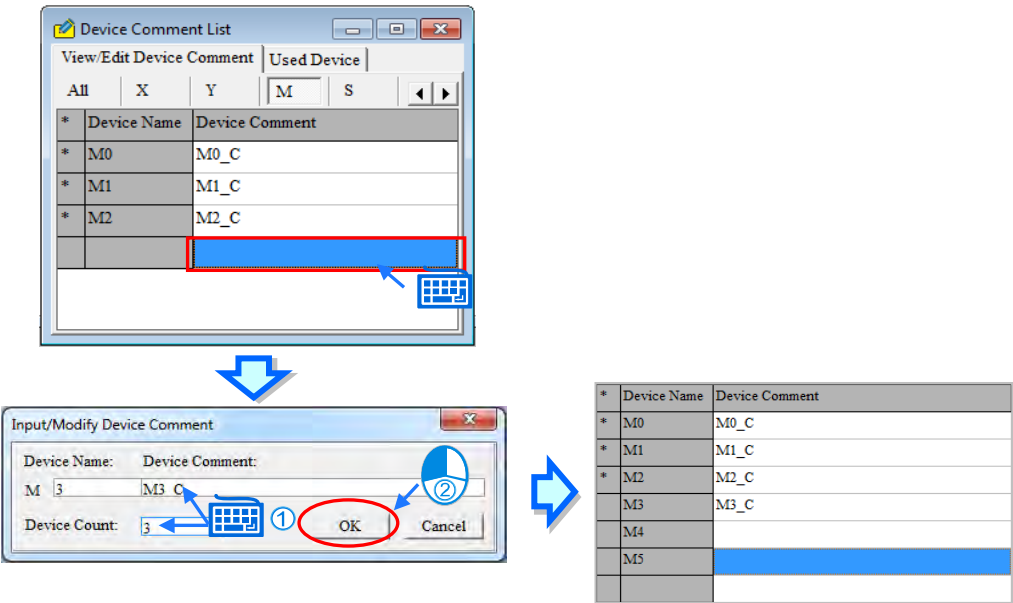 Device Comment List
View/Edit Device Comment Used Device
All X Y M S
* Device Name Device Comment
* M0 M0_C
* M1 M1_C
* M2 M2_C
Input/Modify Device Comment
Device Name: Device Comment:
M 3 M3_C
Device Count: 3 ① OK ② Cancel
* Device Name Device Comment
* M0 M0_C
* M1 M1_C
* M2 M2_C
M3 M3_C
M4
M5